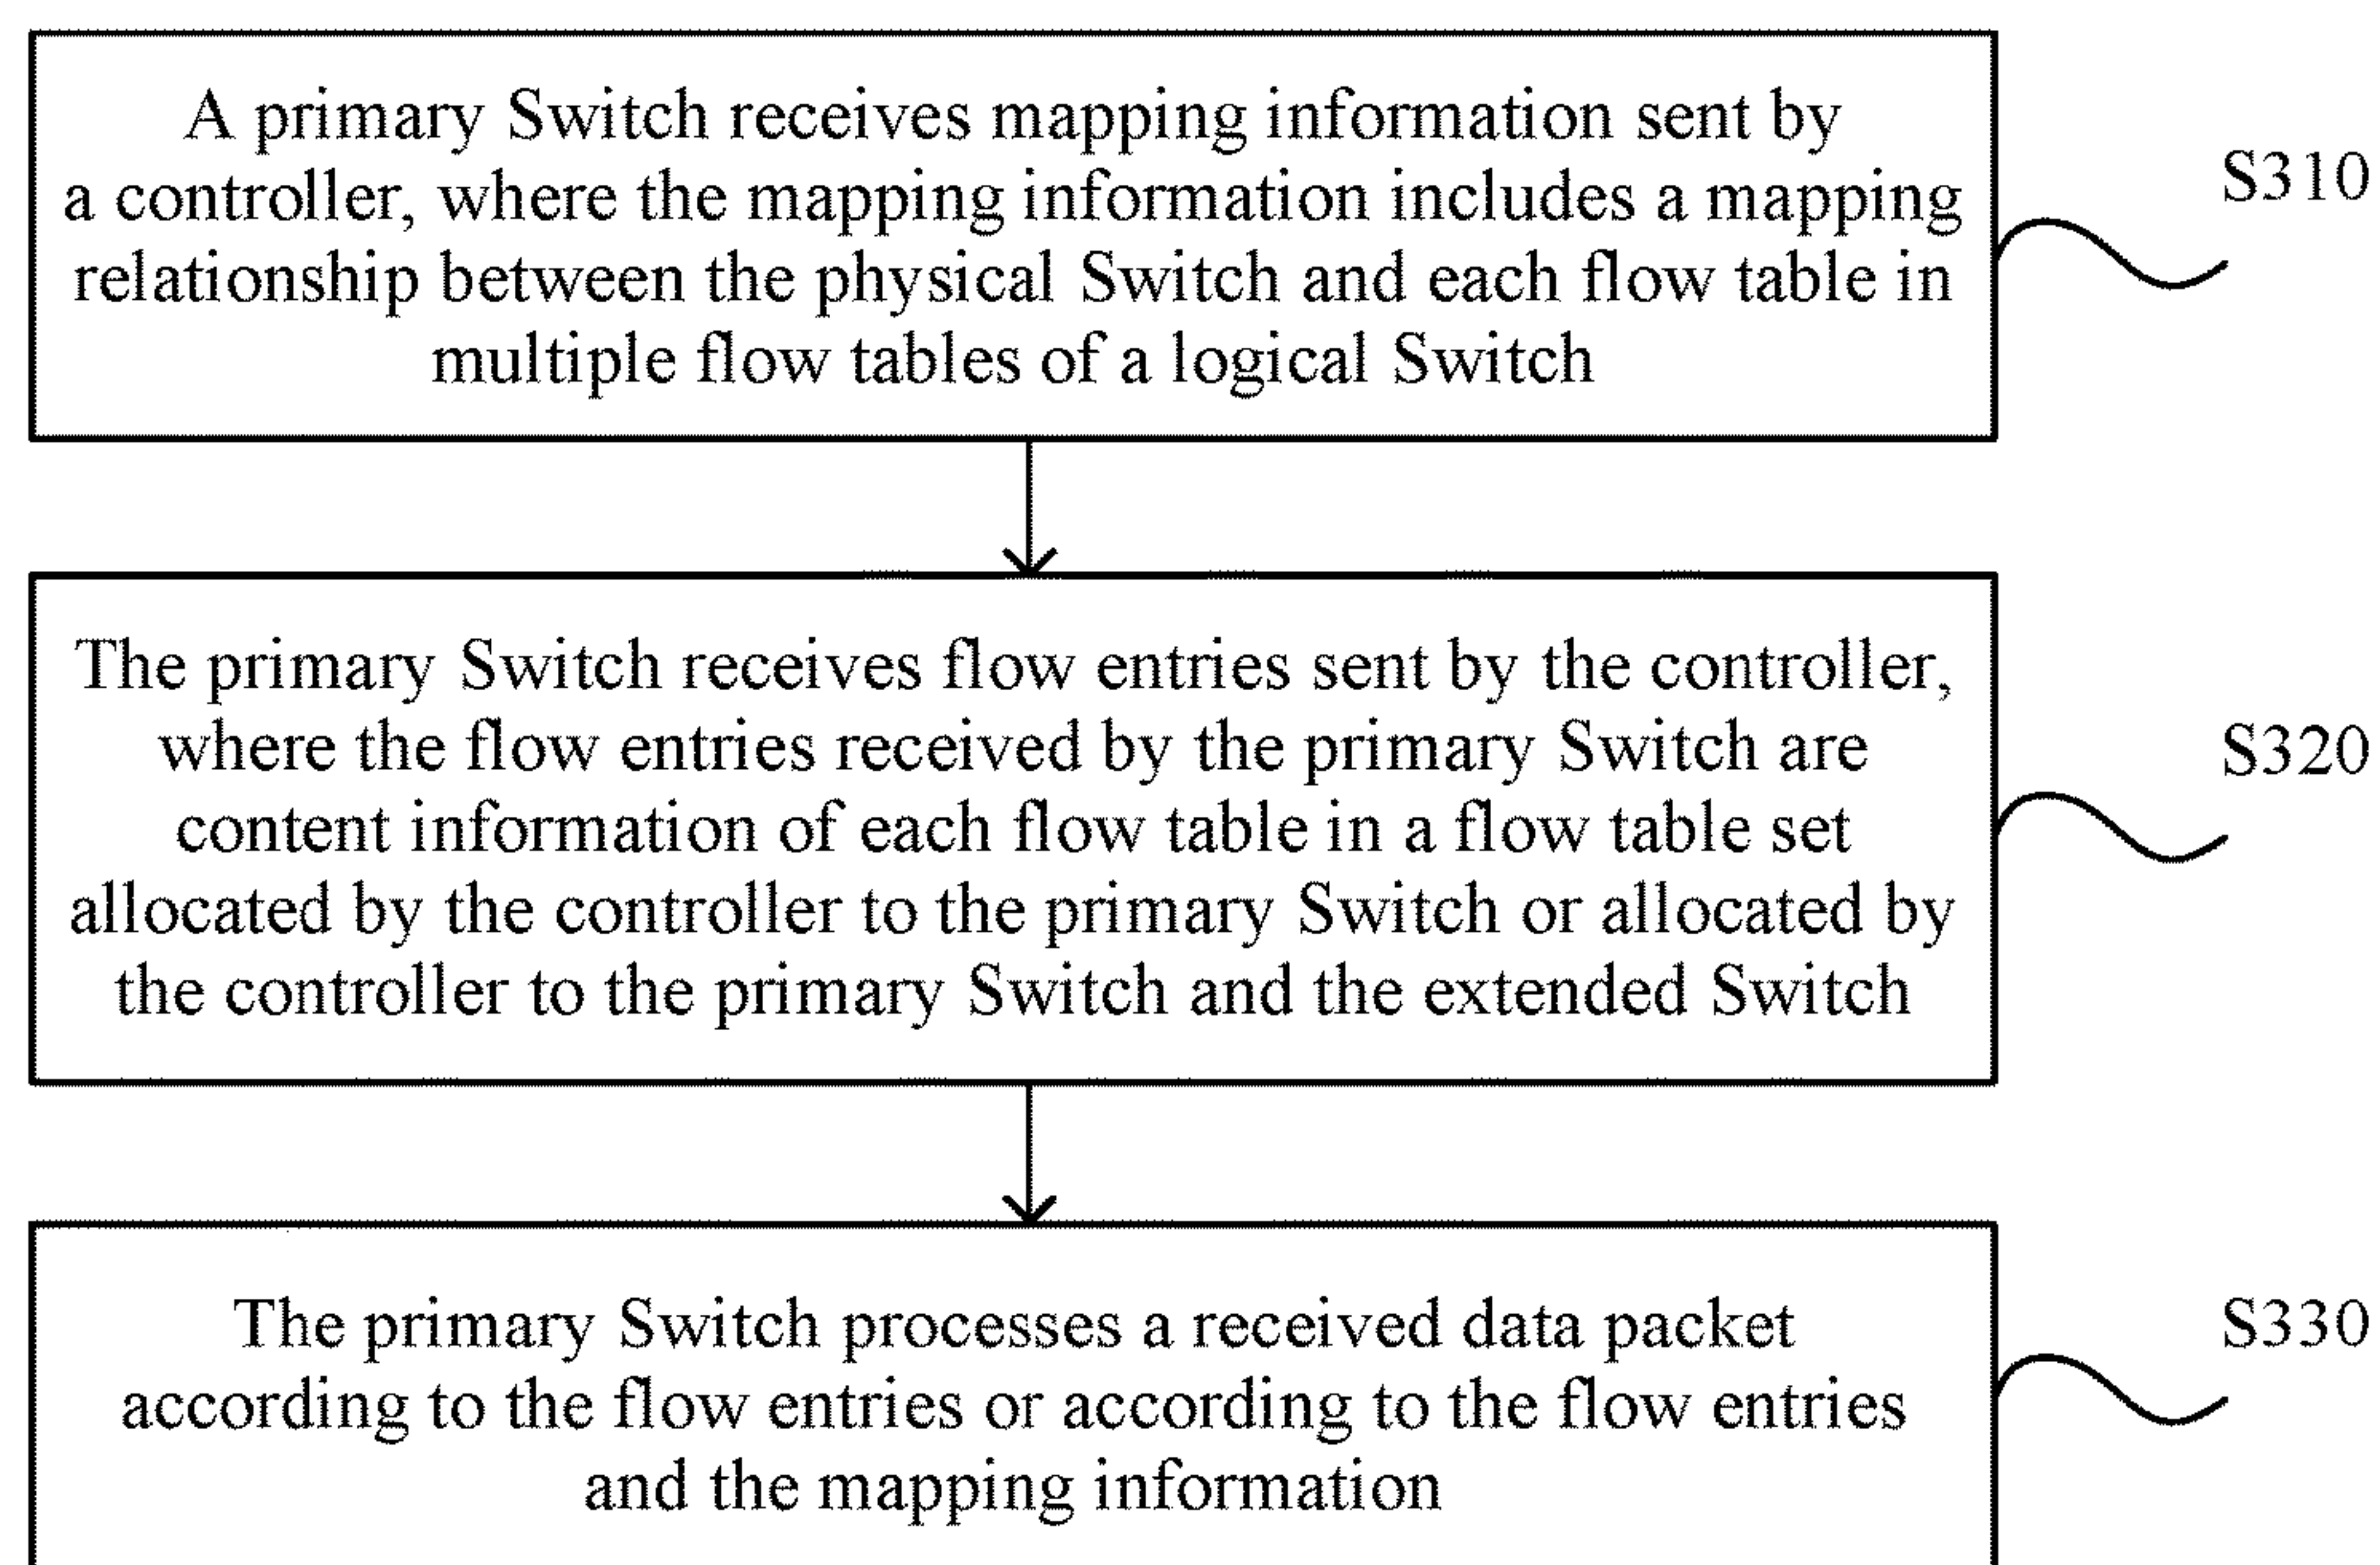 A primary Switch receives mapping information sent by
a controller, where the mapping information includes a mapping
relationship between the physical Switch and each flow table in
multiple flow tables of a logical Switch
S310
The primary Switch receives flow entries sent by the controller,
where the flow entries received by the primary Switch are
content information of each flow table in a flow table set
allocated by the controller to the primary Switch or allocated by
the controller to the primary Switch and the extended Switch
S320
The primary Switch processes a received data packet
according to the flow entries or according to the flow entries
and the mapping information
S330